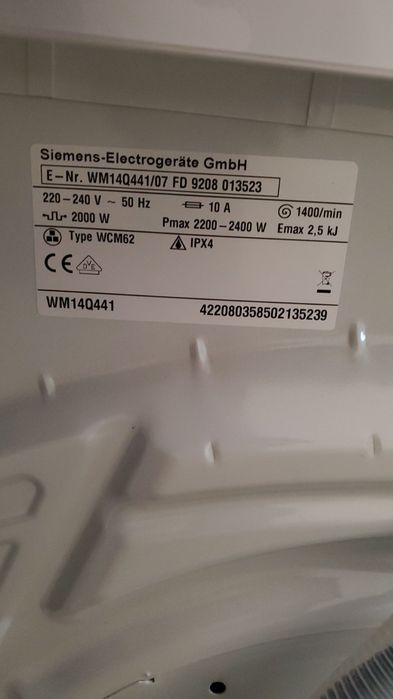 Siemens-Electrogeräte GmbH
E-Nr. WM14Q441/07 FD 9208 013523
220-240 V ~ 50 Hz 10 A 1400/min
2000 W Pmax 2200-2400 W Emax 2,5 kJ
Type WCM62 IPX4
CE VDE
WM14Q441 422080358502135239